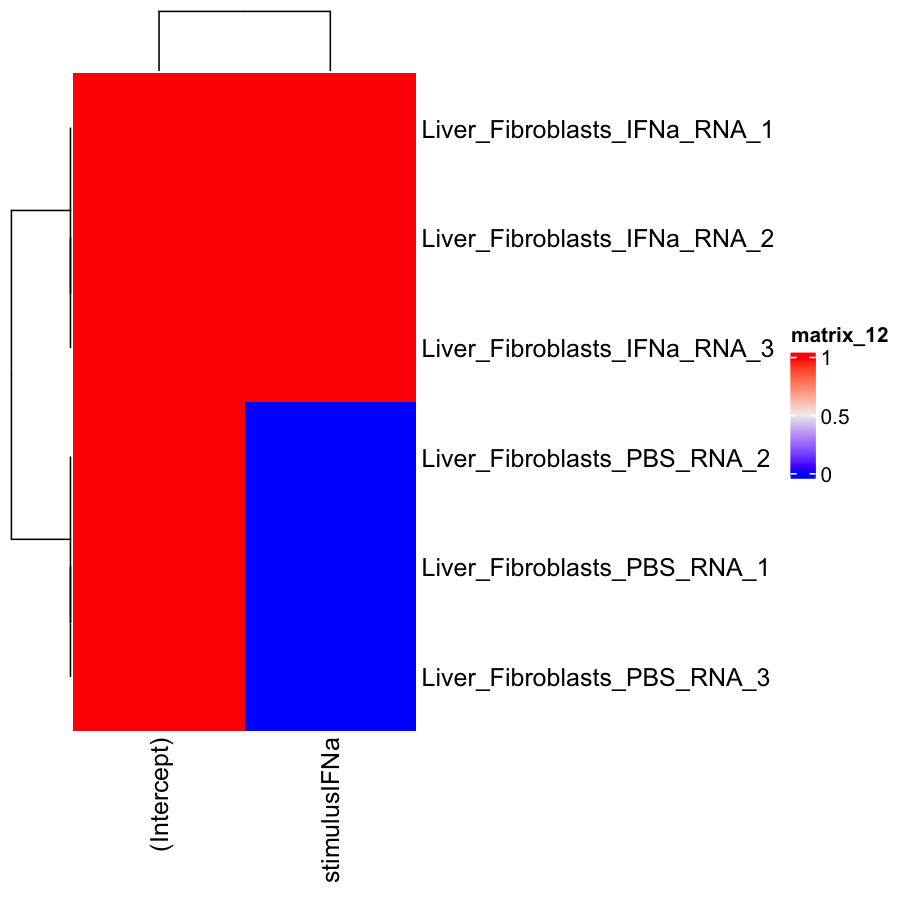 Liver_Fibroblasts_IFNa_RNA_1
Liver_Fibroblasts_IFNa_RNA_2
Liver_Fibroblasts_IFNa_RNA_3
Liver_Fibroblasts_PBS_RNA_2
Liver_Fibroblasts_PBS_RNA_1
Liver_Fibroblasts_PBS_RNA_3
matrix_12
1
0.5
0
(Intercept)
stimulusIFNa